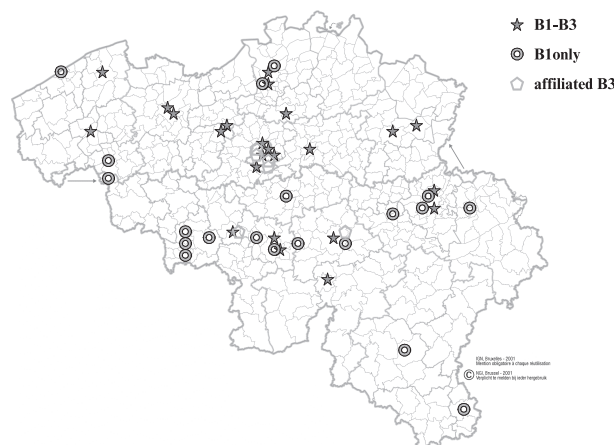 B1-B3
B1only
affiliated B3
IGN, Bruxelles - 2001
Mention obligatoire à chaque réutilisation
© NGI, Brussel - 2001
Verplicht te melden bij ieder hergebruik